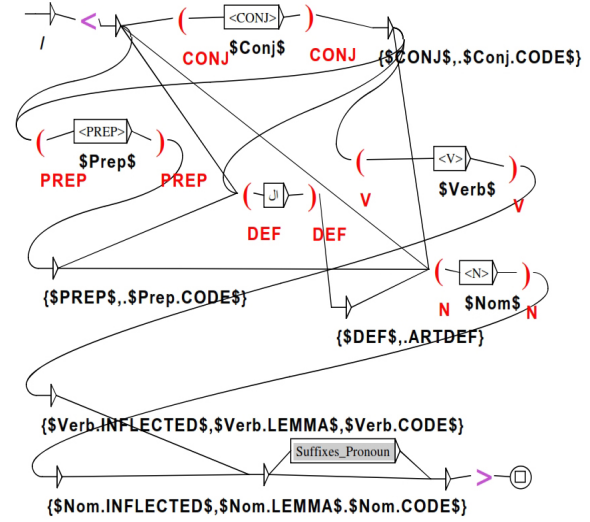 / < ( <CONJ> )
CONJ $Conj$ CONJ {$CONJ$,.$Conj.CODE$}
( <PREP> ) ( <V> )
$Prep$ $Verb$
PREP PREP ( ال ) V V
DEF DEF
( <N> )
{$PREP$,.$Prep.CODE$} N $Nom$ N
{$DEF$,.ARTDEF}
{$Verb.INFLECTED$,$Verb.LEMMA$,$Verb.CODE$}
Suffixes_Pronoun
>
{$Nom.INFLECTED$,$Nom.LEMMA$.$Nom.CODE$}